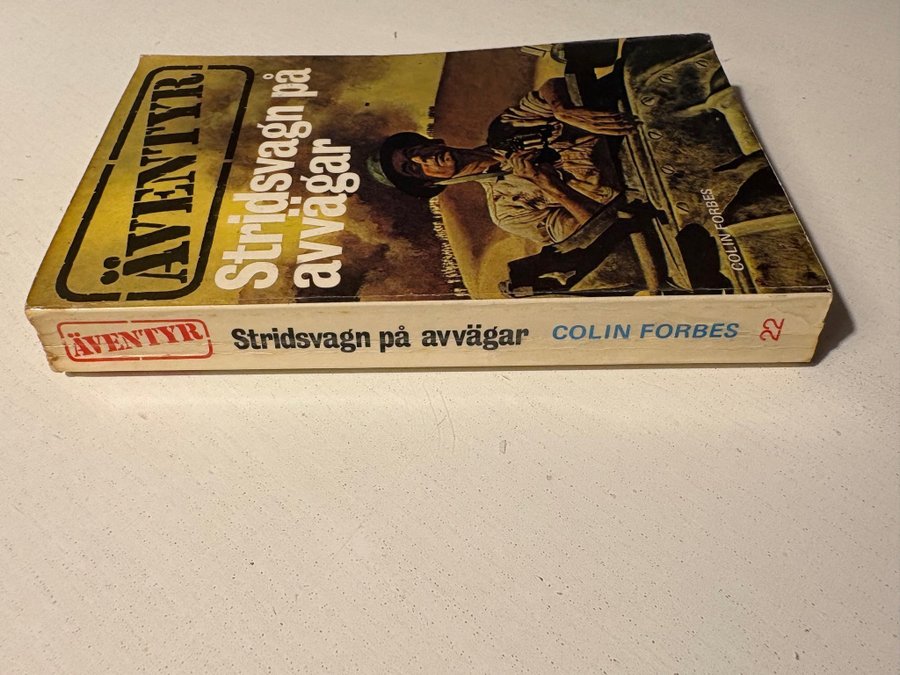 ÄVENTYR
Stridsvagn på
avvägar
COLIN FORBES
ÄVENTYR Stridsvagn på avvägar COLIN FORBES 22